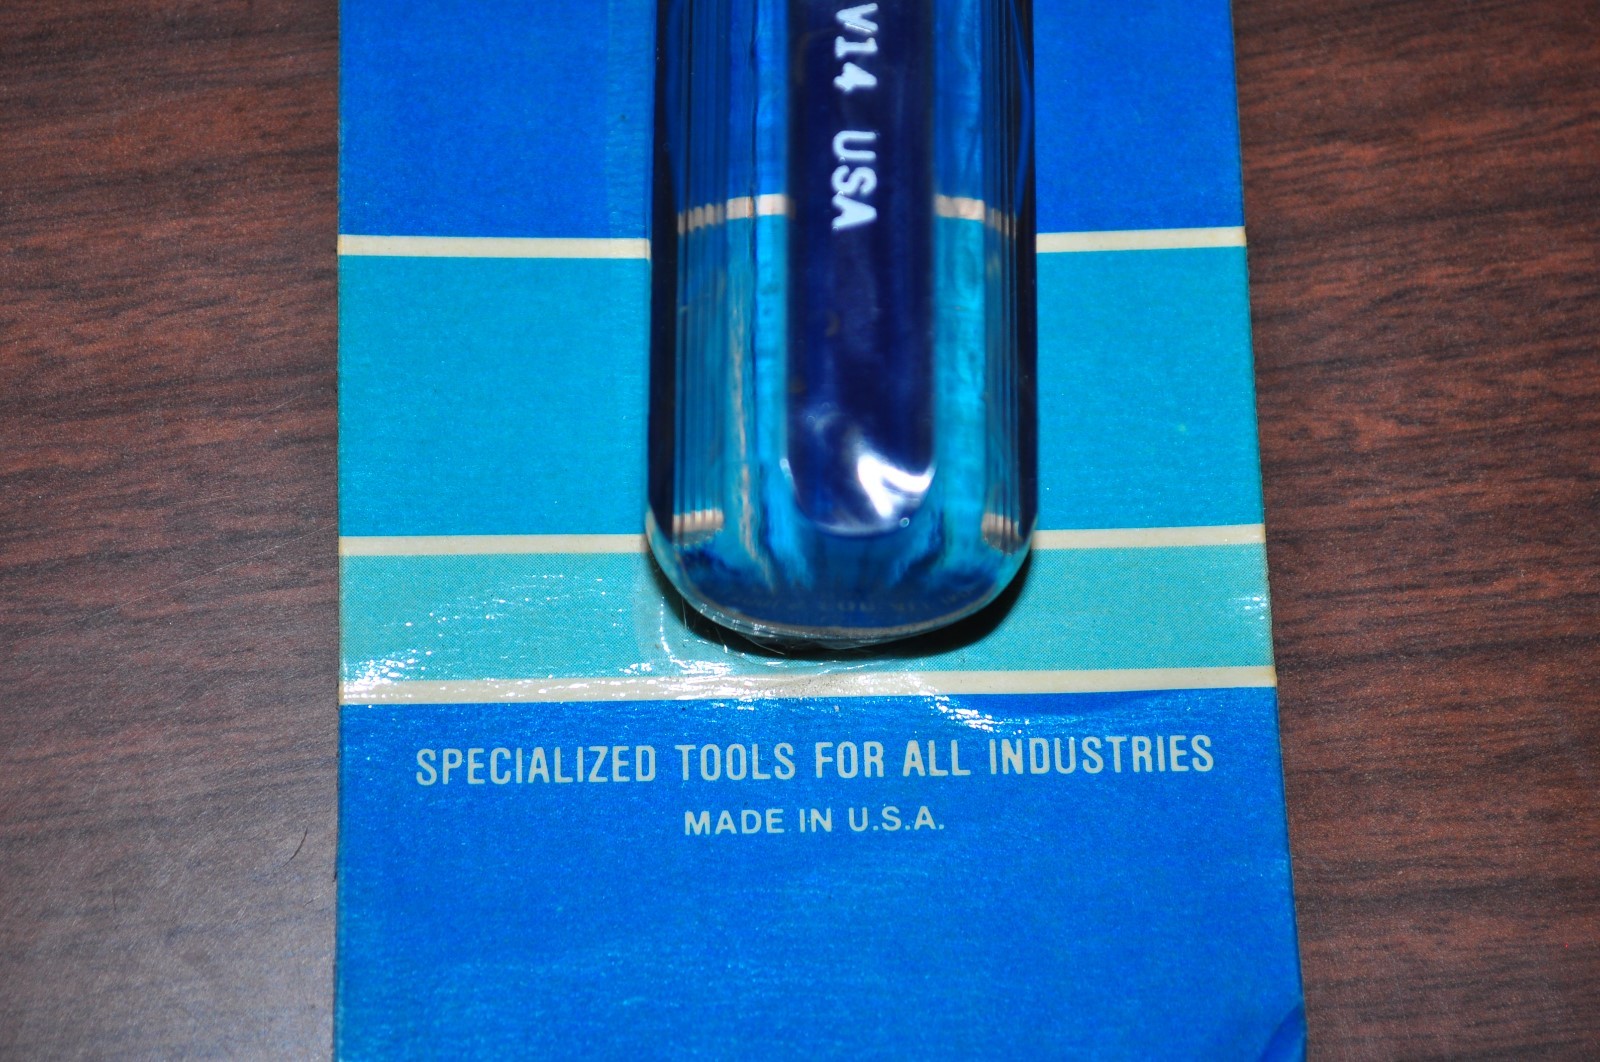 V14 USA
SPECIALIZED TOOLS FOR ALL INDUSTRIES
MADE IN U.S.A.